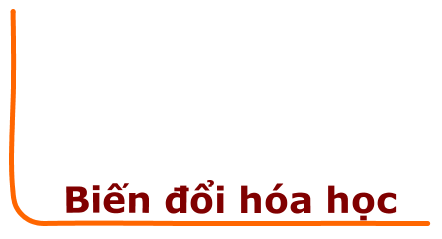 Biến đổi hóa học